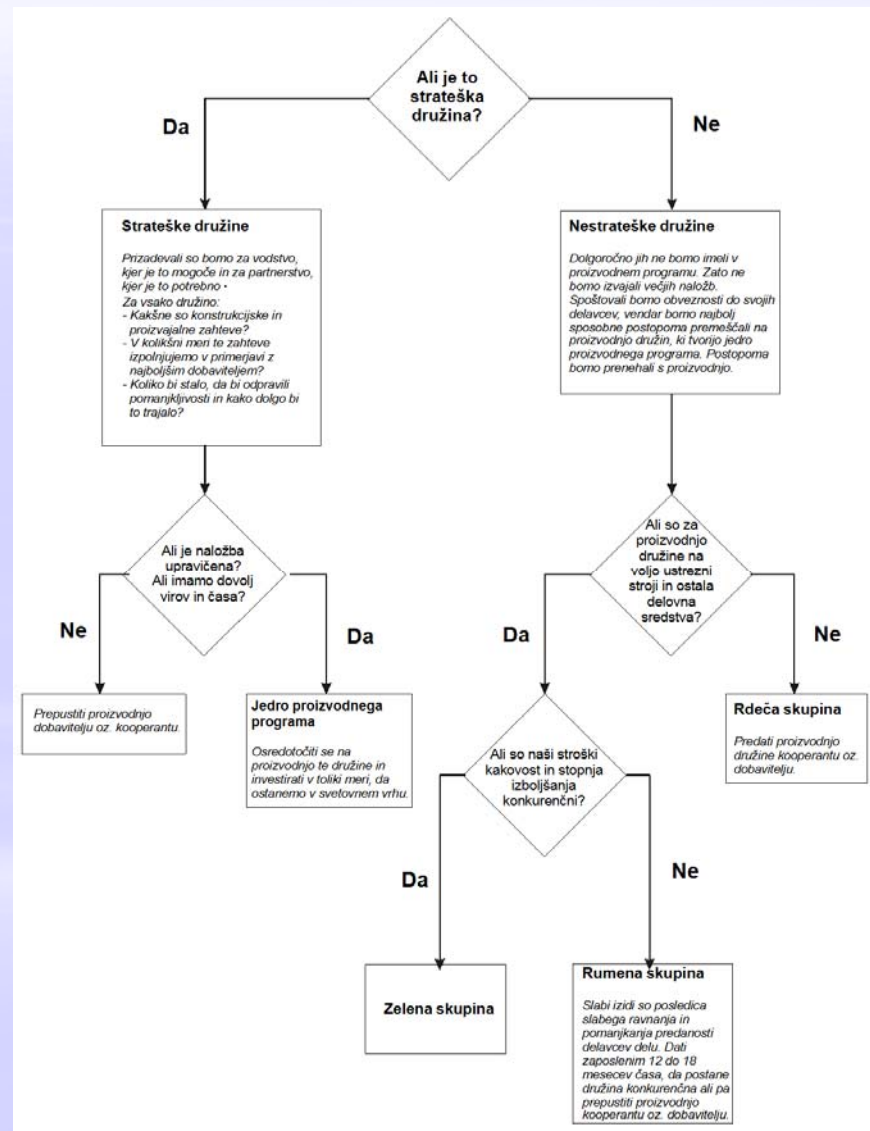 Ali je to
strateška
družina?
Da
Ne
Strateške družine
Prizadevali so bomo za vodstvo,
kjer je to mogoče in za partnerstvo,
kjer je to potrebno •
Za vsako družino:
- Kakšne so konstrukcijske in
proizvajalne zahteve?
- V kolikšni meri te zahteve
izpolnjujemo v primerjavi z
najboljšim dobaviteljem?
- Koliko bi stalo, da bi odpravili
pomanjkljivosti in kako dolgo bi
to trajalo?
Nestrateške družine
Dolgoročno jih ne bomo imeli v
proizvodnem programu. Zato ne
bomo izvajali večjih naložb.
Spoštovali bomo obveznosti do svojih
delavcev, vendar bomo najbolj
sposobne postopoma premeščali na
proizvodnjo družin, ki tvorijo jedro
proizvodnega programa. Postopoma
bomo prenehali s proizvodnjo.
Ali je naložba
upravičena?
Ali imamo dovolj
virov in časa?
Ne
Da
Ali so za
proizvodnjo
družine na
voljo ustrezni
stroji in ostala
delovna
sredstva?
Da
Ne
Prepustiti proizvodnjo
dobavitelju oz. kooperantu.
Jedro proizvodnega
programa
Osredotočiti se na
proizvodnjo te družine in
investirati v toliki meri, da
ostanemo v svetovnem vrhu.
Ali so naši stroški
kakovost in stopnja
izboljšanja
konkurenčni?
Rdeča skupina
Predati proizvodnjo
družine kooperantu oz.
dobavitelju.
Da
Ne
Zelena skupina
Rumena skupina
Slabi izidi so posledica
slabega ravnanja in
pomanjkanja predanosti
delavcev delu. Dati
zaposlenim 12 do 18
mesecev časa, da postane
družina konkurenčna ali pa
prepustiti proizvodnjo
kooperantu oz. dobavitelju.